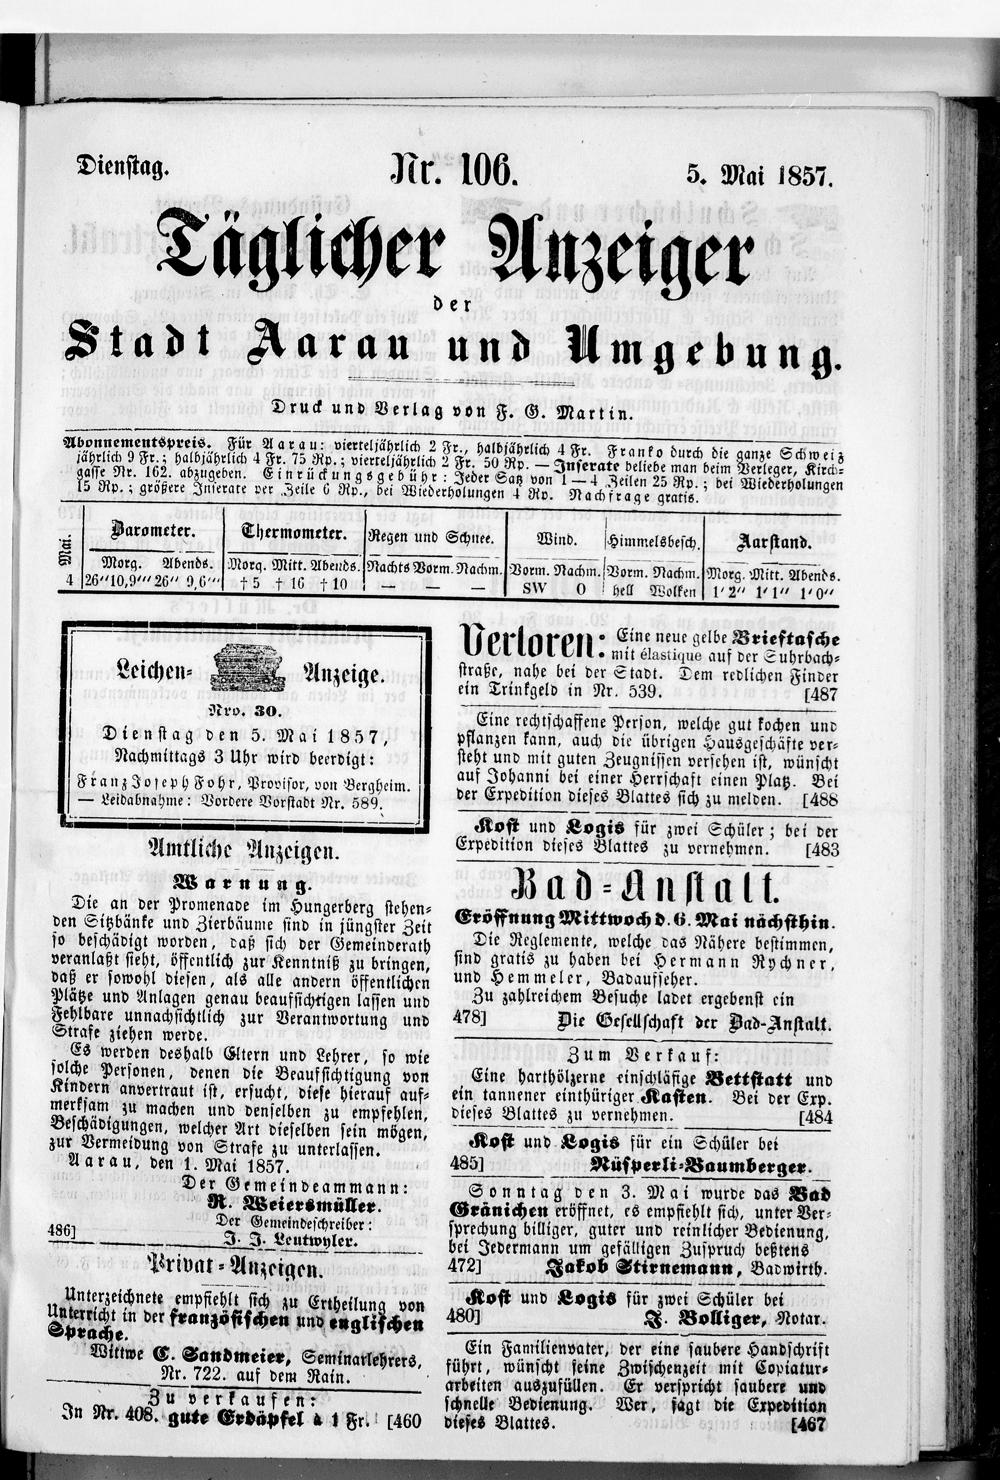 Dienstag. Nr. 106. 5. Mai 1857.
Täglicher Anzeiger
der
Stadt Aarau und Umgebung.
Druck und Verlag von F. G. Martin.
Abonnementspreis. Für Aarau: vierteljährlich 2 Fr., halbjährlich 4 Fr. Franko durch die ganze Schweiz
jährlich 9 Fr.; halbjährlich 4 Fr. 75 Rp.; vierteljährlich 2 Fr. 50 Rp. — Inserate beliebe man beim Verleger, Kirch-
gasse Nr. 162. abzugeben. Einrückungsgebühr: Jeder Satz von 1—4 Zeilen 25 Rp.; bei Wiederholungen
15 Rp.; größere Inserate per Zeile 6 Rp., bei Wiederholungen 4 Rp. Nachfrage gratis.
Mai. Barometer. Thermometer. Regen und Schnee. Wind. Himmelsbesch. Aarstand.
Morg. Abends. Morg. Mitt. Abends. Nachts Vorm. Nachm. Vorm. Nachm. Vorm. Nachm. Morg. Mitt. Abends.
4 26"10,9"' 26" 9,6"' †5 †16 †10 — — — SW O hell Wolken 1'2" 1'1" 1'0"
Leichen-Anzeige.
Nro. 30.
Dienstag den 5. Mai 1857,
Nachmittags 3 Uhr wird beerdigt:
Franz Joseph Fohr, Provisor, von Bergheim.
— Leidabnahme: Vordere Vorstadt Nr. 589.
Amtliche Anzeigen.
Warnung.
Die an der Promenade im Hungerberg stehen-
den Sitzbänke und Zierbäume sind in jüngster Zeit
so beschädigt worden, daß sich der Gemeinderath
veranlaßt sieht, öffentlich zur Kenntniß zu bringen,
daß er sowohl diesen, als alle andern öffentlichen
Plätze und Anlagen genau beaufsichtigen lassen und
Fehlbare unnachsichtlich zur Verantwortung und
Strafe ziehen werde.
Es werden deshalb Eltern und Lehrer, so wie
solche Personen, denen die Beaufsichtigung von
Kindern anvertraut ist, ersucht, diese hierauf auf-
merksam zu machen und denselben zu empfehlen,
Beschädigungen, welcher Art dieselben sein mögen,
zur Vermeidung von Strafe zu unterlassen.
Aarau, den 1. Mai 1857.
Der Gemeindeammann:
R. Weiersmüller.
Der Gemeindeschreiber:
486] J. J. Leutwyler.
Privat-Anzeigen.
Unterzeichnete empfiehlt sich zu Ertheilung von
Unterricht in der französischen und englischen
Sprache.
Wittwe C. Sandmeier, Seminarlehrers,
Nr. 722. auf dem Rain.
Zu verkaufen:
In Nr. 408. gute Erdäpfel à 1 Fr. [460
Verloren: Eine neue gelbe Brieftasche
mit élastique auf der Suhrbach-
straße, nahe bei der Stadt. Dem redlichen Finder
ein Trinkgeld in Nr. 539. [487
Eine rechtschaffene Person, welche gut kochen und
pflanzen kann, auch die übrigen Hausgeschäfte ver-
steht und mit guten Zeugnissen versehen ist, wünscht
auf Johanni bei einer Herrschaft einen Platz. Bei
der Expedition dieses Blattes sich zu melden. [488
Kost und Logis für zwei Schüler; bei der
Expedition dieses Blattes zu vernehmen. [483
Bad-Anstalt.
Eröffnung Mittwoch d. 6. Mai nächsthin.
Die Reglemente, welche das Nähere bestimmen,
sind gratis zu haben bei Hermann Rychner,
und Hemmeler, Badaufseher.
Zu zahlreichem Besuche ladet ergebenst ein
478] Die Gesellschaft der Bad-Anstalt.
Zum Verkauf:
Eine harthölzerne einschläfige Bettstatt und
ein tannener einthüriger Kasten. Bei der Exp.
dieses Blattes zu vernehmen. [484
Kost und Logis für ein Schüler bei
485] Nüsperli-Baumberger.
Sonntag den 3. Mai wurde das Bad
Gränichen eröffnet, es empfiehlt sich, unter Ver-
sprechung billiger, guter und reinlicher Bedienung,
bei Jedermann um gefälligen Zuspruch beßtens
472] Jakob Stirnemann, Badwirth.
Kost und Logis für zwei Schüler bei
480] J. Bolliger, Notar.
Ein Familienvater, der eine saubere Handschrift
führt, wünscht seine Zwischenzeit mit Copiatur-
arbeiten auszufüllen. Er verspricht saubere und
schnelle Bedienung. Wer, sagt die Expedition
dieses Blattes. [467